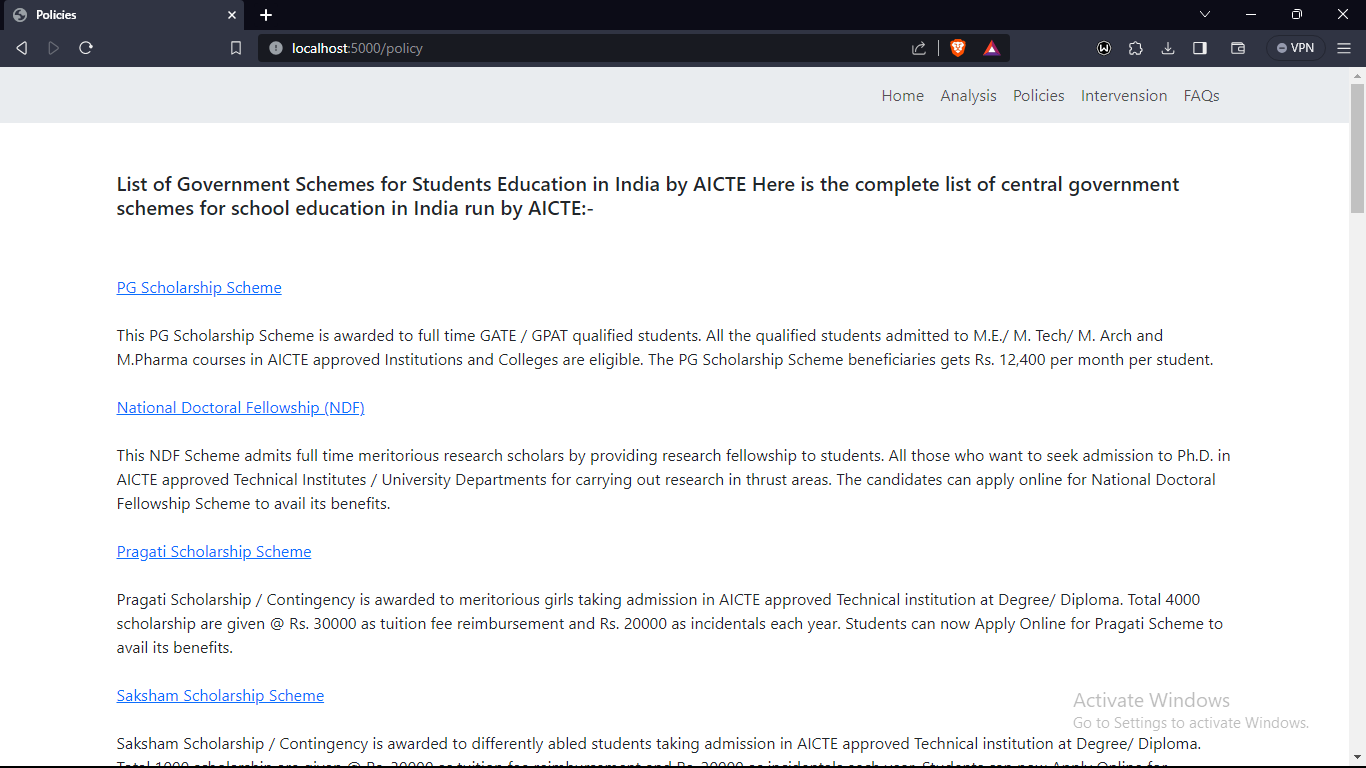 Policies
localhost:5000/policy
VPN
Home Analysis Policies Intervension FAQs
List of Government Schemes for Students Education in India by AICTE Here is the complete list of central government
schemes for school education in India run by AICTE:-
PG Scholarship Scheme
This PG Scholarship Scheme is awarded to full time GATE / GPAT qualified students. All the qualified students admitted to M.E./ M. Tech/ M. Arch and
M.Pharma courses in AICTE approved Institutions and Colleges are eligible. The PG Scholarship Scheme beneficiaries gets Rs. 12,400 per month per student.
National Doctoral Fellowship (NDF)
This NDF Scheme admits full time meritorious research scholars by providing research fellowship to students. All those who want to seek admission to Ph.D. in
AICTE approved Technical Institutes / University Departments for carrying out research in thrust areas. The candidates can apply online for National Doctoral
Fellowship Scheme to avail its benefits.
Pragati Scholarship Scheme
Pragati Scholarship / Contingency is awarded to meritorious girls taking admission in AICTE approved Technical institution at Degree/ Diploma. Total 4000
scholarship are given @ Rs. 30000 as tuition fee reimbursement and Rs. 20000 as incidentals each year. Students can now Apply Online for Pragati Scheme to
avail its benefits.
Saksham Scholarship Scheme
Activate Windows
Go to Settings to activate Windows.
Saksham Scholarship / Contingency is awarded to differently abled students taking admission in AICTE approved Technical institution at Degree/ Diploma.